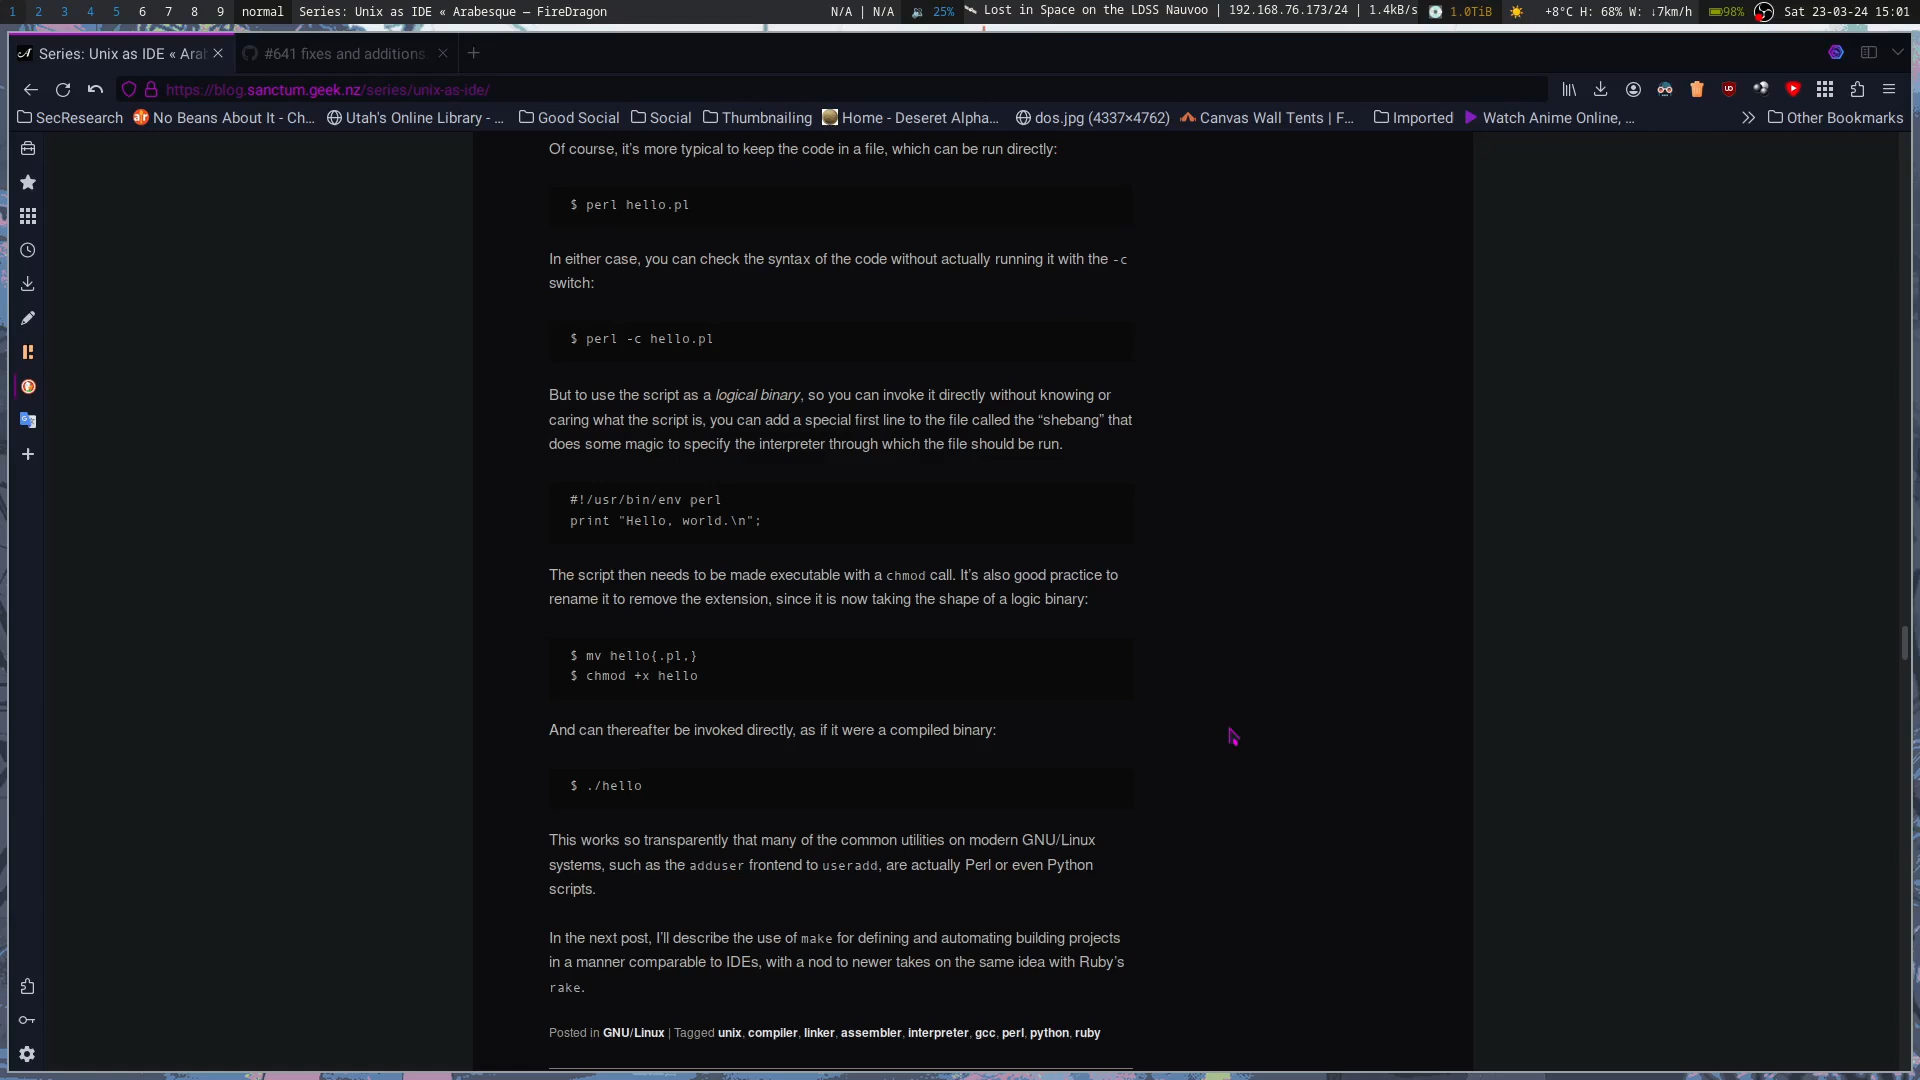 1 2 3 4 5 6 7 8 9 normal Series: Unix as IDE « Arabesque — FireDragon N/A | N/A 25% Lost in Space on the LDSS Nauvoo | 192.168.76.173/24 | 1.4kB/s 1.0TiB +8°C H: 68% W: ↓7km/h 98% Sat 23-03-24 15:01
Series: Unix as IDE « Ara #641 fixes and additions
https://blog.sanctum.geek.nz/series/unix-as-ide/
SecResearch No Beans About It - Ch... Utah's Online Library - ... Good Social Social Thumbnailing Home - Deseret Alpha... dos.jpg (4337×4762) Canvas Wall Tents | F... Imported Watch Anime Online, ... Other Bookmarks
Of course, it’s more typical to keep the code in a file, which can be run directly:
$ perl hello.pl
In either case, you can check the syntax of the code without actually running it with the -c
switch:
$ perl -c hello.pl
But to use the script as a logical binary, so you can invoke it directly without knowing or
caring what the script is, you can add a special first line to the file called the “shebang” that
does some magic to specify the interpreter through which the file should be run.
#!/usr/bin/env perl
print "Hello, world.\n";
The script then needs to be made executable with a chmod call. It’s also good practice to
rename it to remove the extension, since it is now taking the shape of a logic binary:
$ mv hello{.pl,}
$ chmod +x hello
And can thereafter be invoked directly, as if it were a compiled binary:
$ ./hello
This works so transparently that many of the common utilities on modern GNU/Linux
systems, such as the adduser frontend to useradd, are actually Perl or even Python
scripts.
In the next post, I’ll describe the use of make for defining and automating building projects
in a manner comparable to IDEs, with a nod to newer takes on the same idea with Ruby’s
rake.
Posted in GNU/Linux | Tagged unix, compiler, linker, assembler, interpreter, gcc, perl, python, ruby